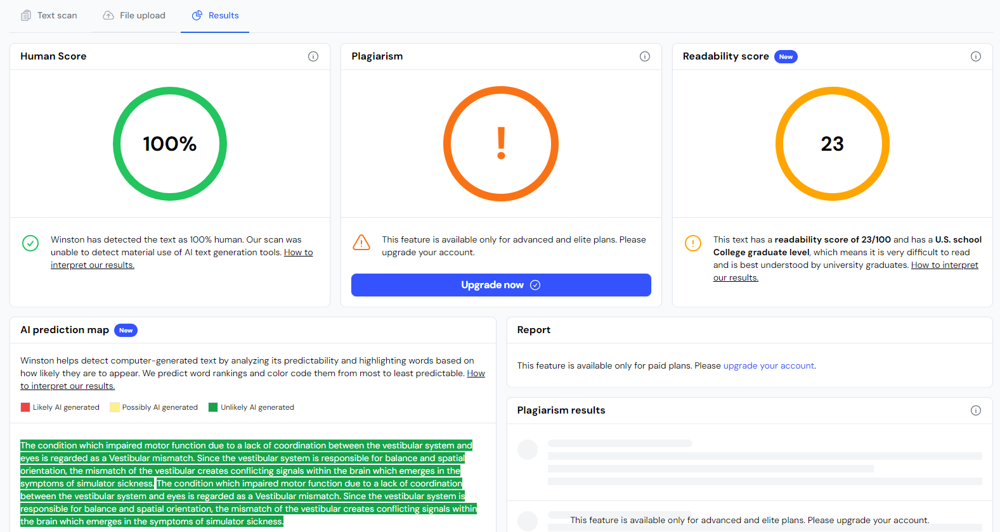 Text scan
File upload
Results
Human Score
100%
Winston has detected the text as 100% human. Our scan was
unable to detect material use of AI text generation tools. How to
interpret our results.
Plagiarism
!
This feature is available only for advanced and elite plans. Please
upgrade your account.
Upgrade now
Readability score New
23
This text has a readability score of 23/100 and has a U.S. school
College graduate level, which means it is very difficult to read
and is best understood by university graduates. How to interpret
our results.
AI prediction map New
Winston helps detect computer-generated text by analyzing its predictability and highlighting words based on
how likely they are to appear. We predict word rankings and color code them from most to least predictable. How
to interpret our results.
Likely AI generated
Possibly AI generated
Unlikely AI generated
The condition which impaired motor function due to a lack of coordination between the vestibular system and
eyes is regarded as a Vestibular mismatch. Since the vestibular system is responsible for balance and spatial
orientation, the mismatch of the vestibular creates conflicting signals within the brain which emerges in the
symptoms of simulator sickness. The condition which impaired motor function due to a lack of coordination
between the vestibular system and eyes is regarded as a Vestibular mismatch. Since the vestibular system is
responsible for balance and spatial orientation, the mismatch of the vestibular creates conflicting signals within
the brain which emerges in the symptoms of simulator sickness.
Report
This feature is available only for paid plans. Please upgrade your account.
Plagiarism results
This feature is available only for advanced and elite plans. Please upgrade your account.